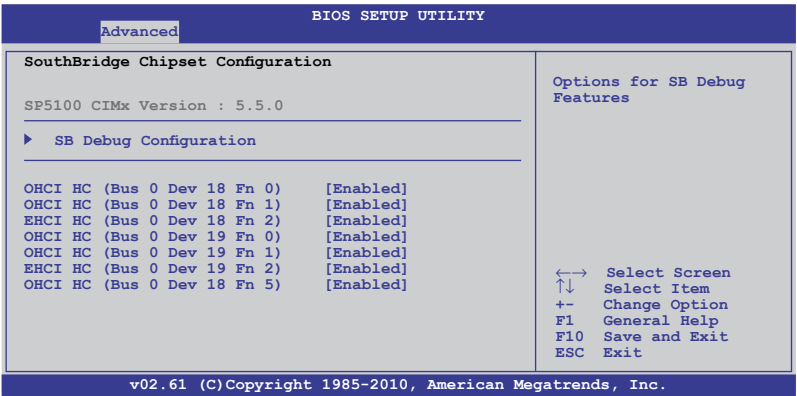 BIOS SETUP UTILITY
Advanced
SouthBridge Chipset Configuration
SP5100 CIMx Version : 5.5.0
SB Debug Configuration
OHCI HC (Bus 0 Dev 18 Fn 0) [Enabled]
OHCI HC (Bus 0 Dev 18 Fn 1) [Enabled]
EHCI HC (Bus 0 Dev 18 Fn 2) [Enabled]
OHCI HC (Bus 0 Dev 19 Fn 0) [Enabled]
OHCI HC (Bus 0 Dev 19 Fn 1) [Enabled]
EHCI HC (Bus 0 Dev 19 Fn 2) [Enabled]
OHCI HC (Bus 0 Dev 18 Fn 5) [Enabled]
Options for SB Debug
Features
←→ Select Screen
↑↓ Select Item
+- Change Option
F1 General Help
F10 Save and Exit
ESC Exit
v02.61 (C)Copyright 1985-2010, American Megatrends, Inc.